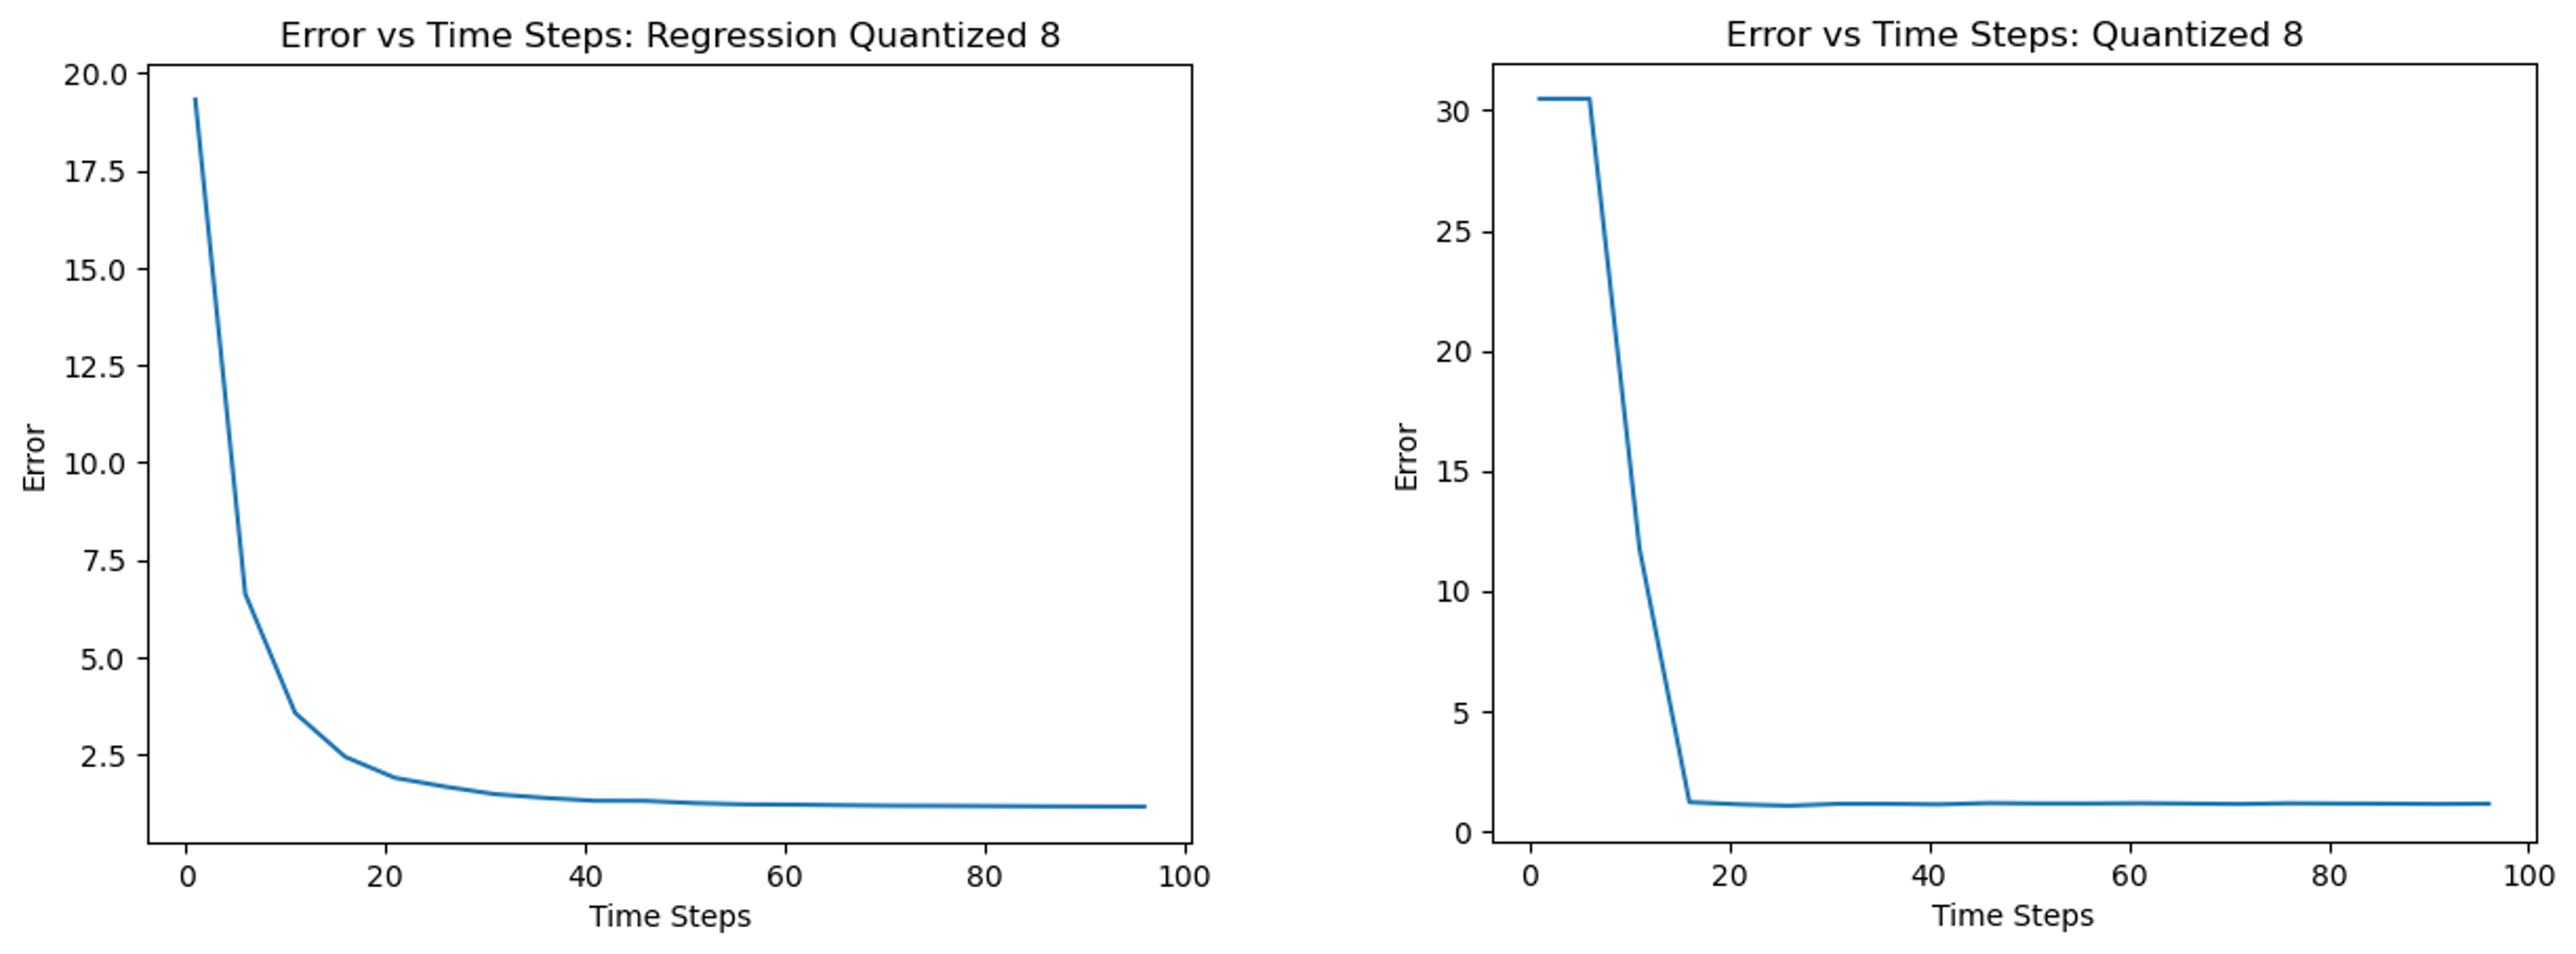 Error vs Time Steps: Regression Quantized 8
20.0
17.5
15.0
12.5
10.0
7.5
5.0
2.5
Error
0 20 40 60 80 100
Time Steps
Error vs Time Steps: Quantized 8
30
25
20
15
10
5
0
Error
0 20 40 60 80 100
Time Steps